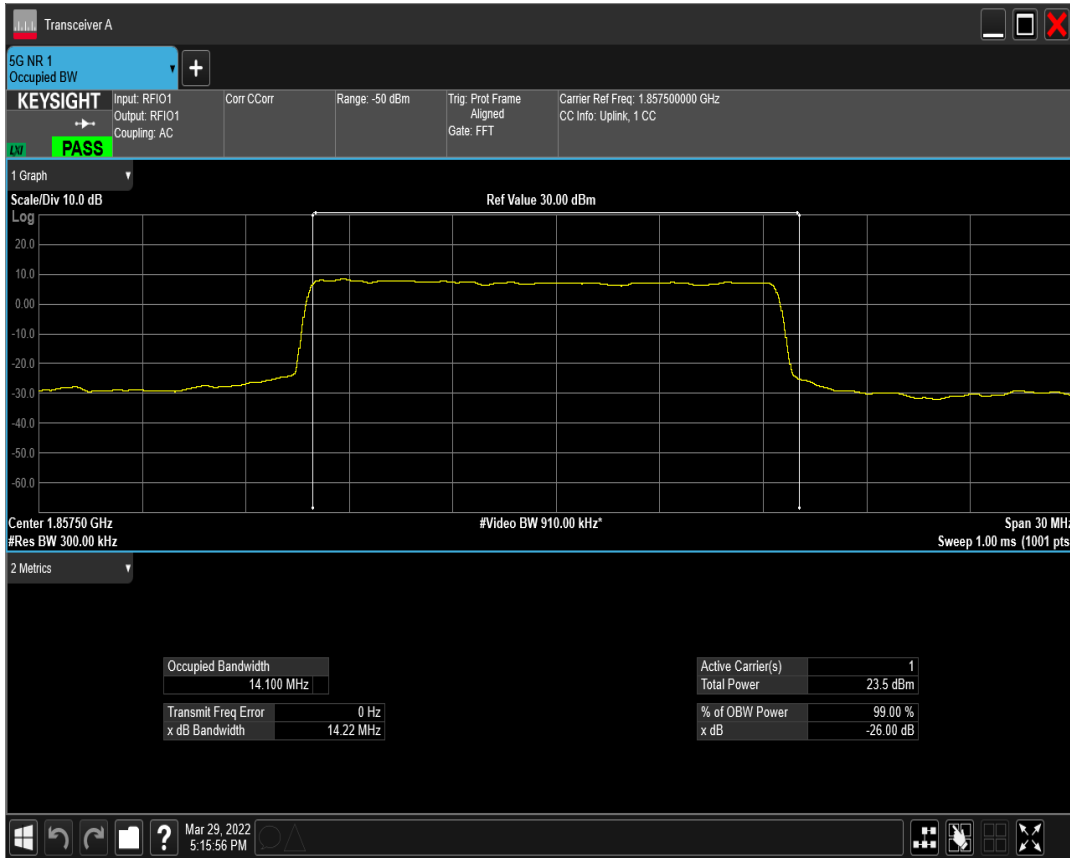 Transceiver A
5G NR 1
Occupied BW
KEYSIGHT
LXI
PASS
Input: RFIO1
Output: RFIO1
Coupling: AC
Corr CCorr
Range: -50 dBm
Trig: Prot Frame
Aligned
Gate: FFT
Carrier Ref Freq: 1.857500000 GHz
CC Info: Uplink, 1 CC
1 Graph
Scale/Div 10.0 dB
Ref Value 30.00 dBm
Log
20.0
10.0
0.00
-10.0
-20.0
-30.0
-40.0
-50.0
-60.0
Center 1.85750 GHz
#Video BW 910.00 kHz*
Span 30 MHz
#Res BW 300.00 kHz
Sweep 1.00 ms (1001 pts
2 Metrics
Occupied Bandwidth
14.100 MHz
Transmit Freq Error 0 Hz
x dB Bandwidth 14.22 MHz
Active Carrier(s) 1
Total Power 23.5 dBm
% of OBW Power 99.00 %
x dB -26.00 dB
?
Mar 29, 2022
5:15:56 PM